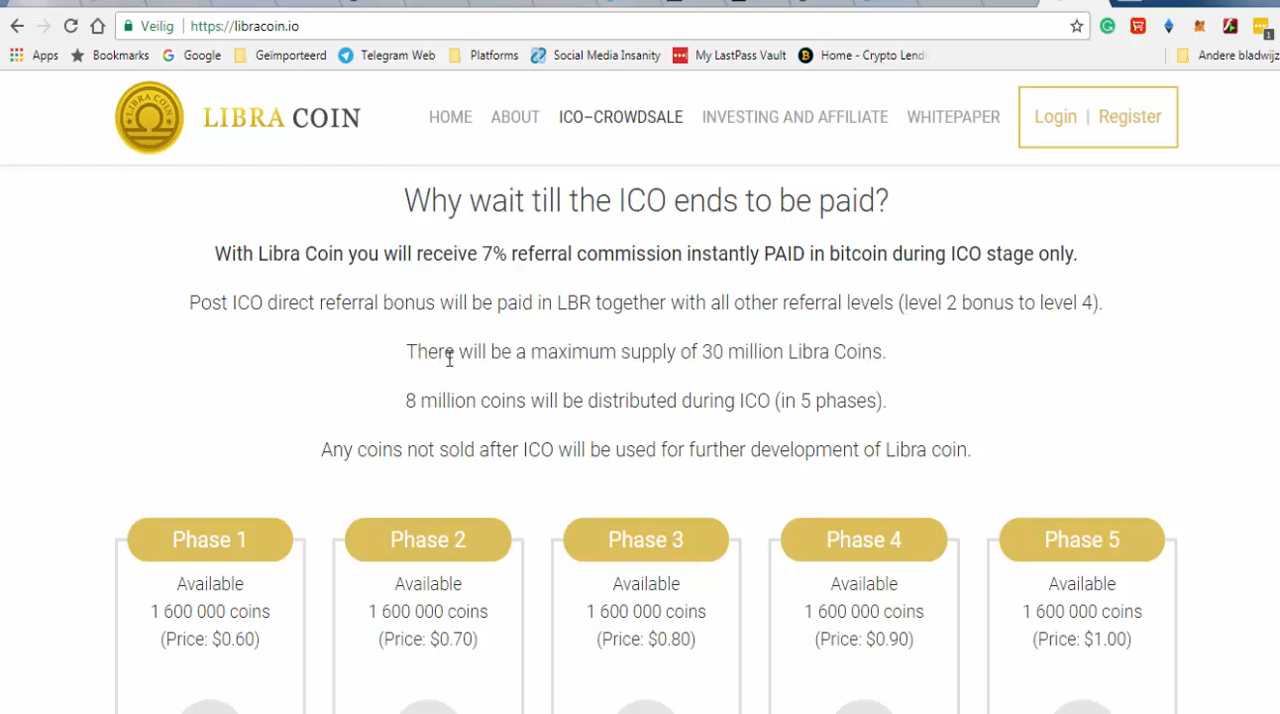 Veilig https://libracoin.io
Apps Bookmarks Google Geïmporteerd Telegram Web Platforms Social Media Insanity My LastPass Vault Home - Crypto Lend Andere bladwijz
1
LIBRA COIN
LIBRA COIN HOME ABOUT ICO–CROWDSALE INVESTING AND AFFILIATE WHITEPAPER Login | Register
Why wait till the ICO ends to be paid?
With Libra Coin you will receive 7% referral commission instantly PAID in bitcoin during ICO stage only.
Post ICO direct referral bonus will be paid in LBR together with all other referral levels (level 2 bonus to level 4).
There will be a maximum supply of 30 million Libra Coins.
8 million coins will be distributed during ICO (in 5 phases).
Any coins not sold after ICO will be used for further development of Libra coin.
Phase 1 Phase 2 Phase 3 Phase 4 Phase 5
Available Available Available Available Available
1 600 000 coins 1 600 000 coins 1 600 000 coins 1 600 000 coins 1 600 000 coins
(Price: $0.60) (Price: $0.70) (Price: $0.80) (Price: $0.90) (Price: $1.00)